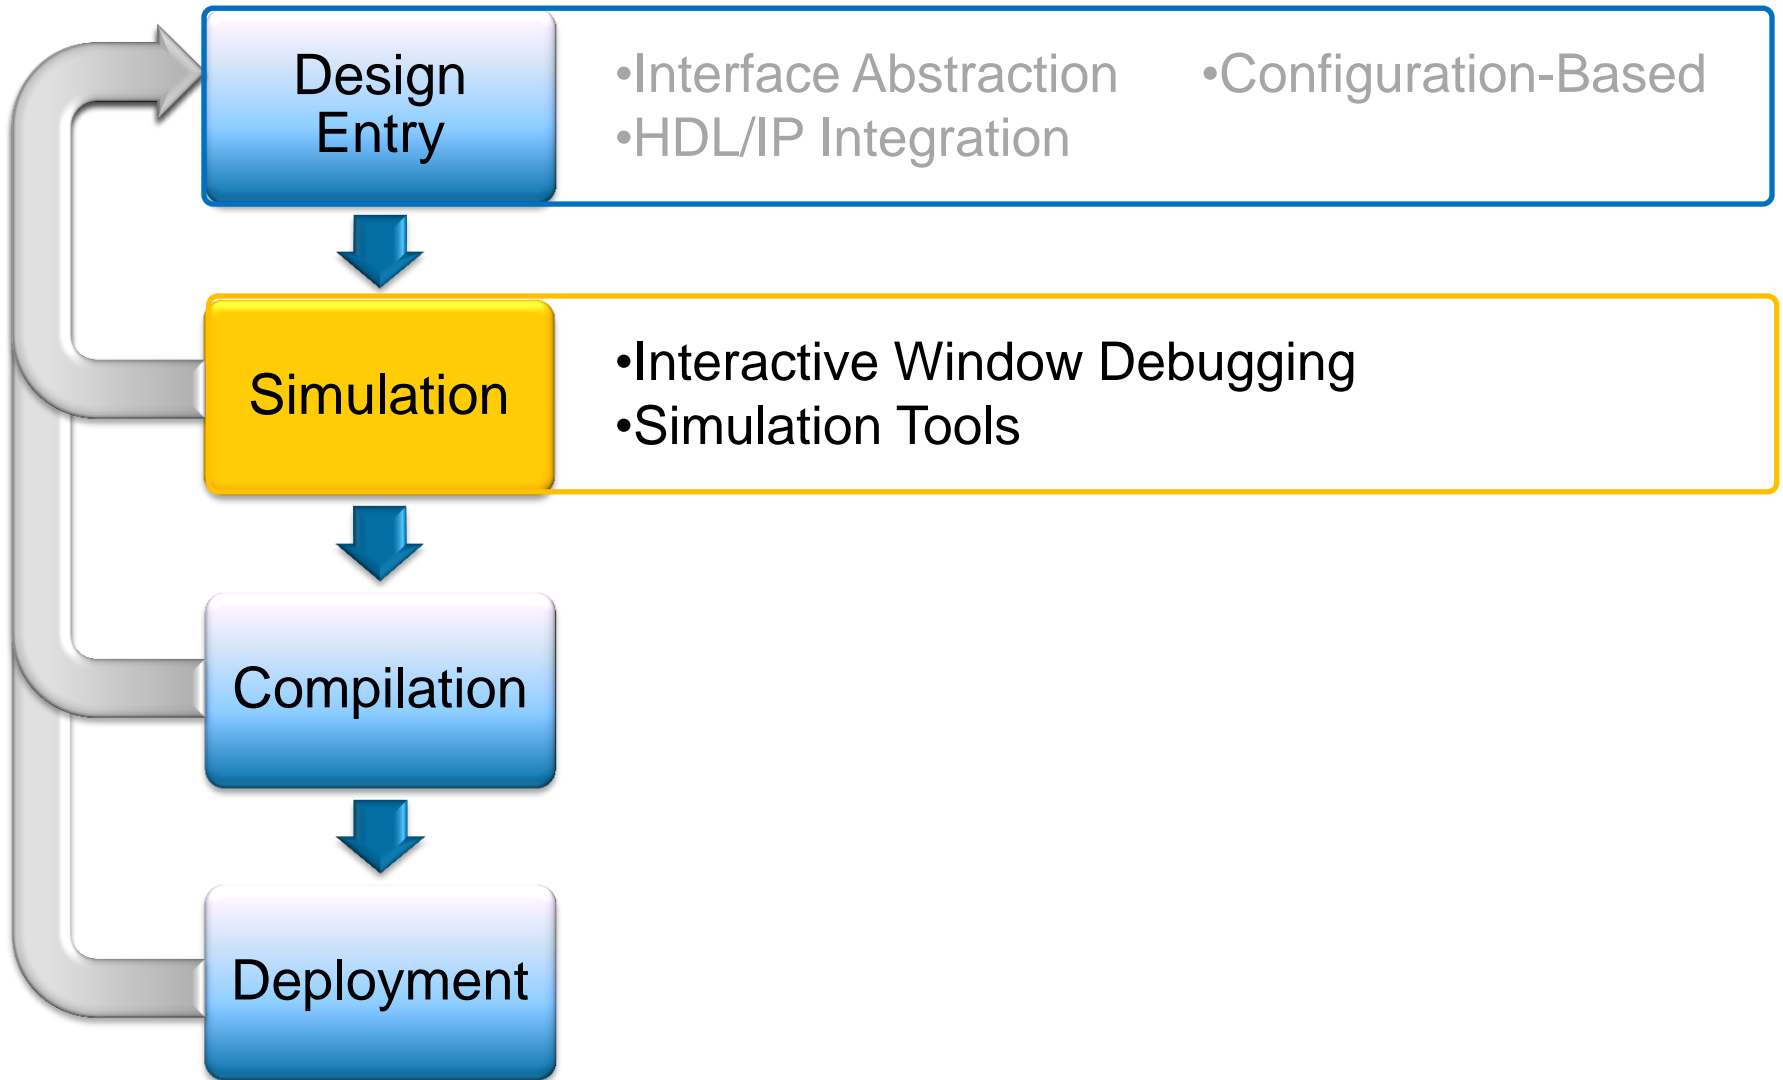 Design
Entry
•Interface Abstraction •Configuration-Based
•HDL/IP Integration
Simulation
•Interactive Window Debugging
•Simulation Tools
Compilation
Deployment